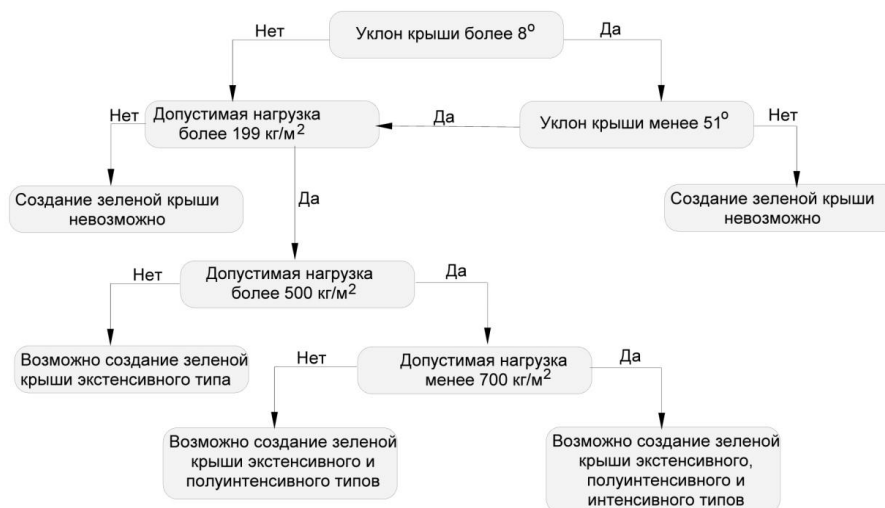 Нет
Уклон крыши более 8°
Да
Нет
Допустимая нагрузка
более 199 кг/м²
Да
Уклон крыши менее 51°
Нет
Создание зеленой крыши
невозможно
Да
Создание зеленой крыши
невозможно
Нет
Допустимая нагрузка
более 500 кг/м²
Да
Возможно создание зеленой
крыши экстенсивного типа
Нет
Допустимая нагрузка
менее 700 кг/м²
Да
Возможно создание зеленой
крыши экстенсивного и
полуинтенсивного типов
Возможно создание зеленой
крыши экстенсивного,
полуинтенсивного и
интенсивного типов